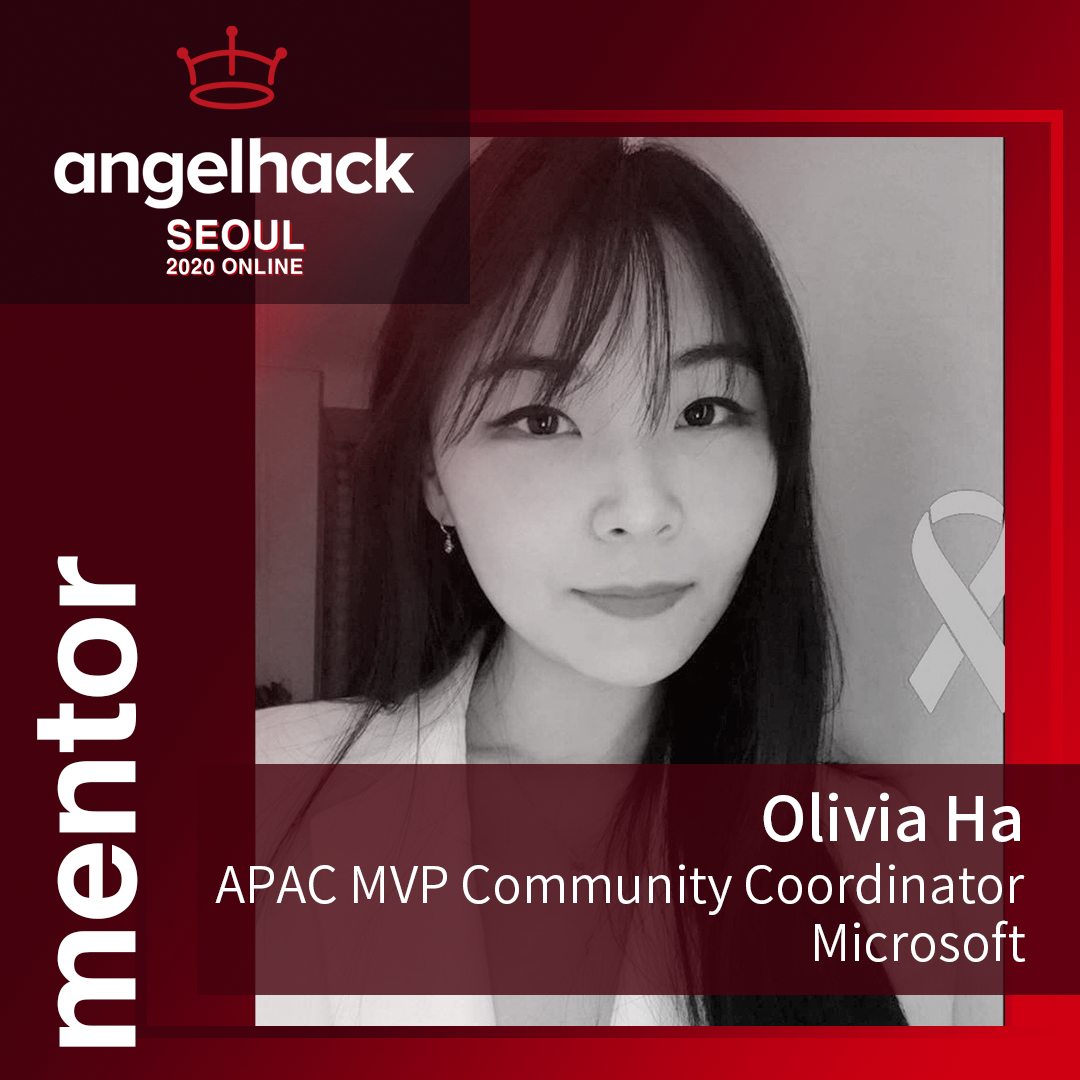 angelhack
SEOUL
2020 ONLINE
mentor
Olivia Ha
APAC MVP Community Coordinator
Microsoft